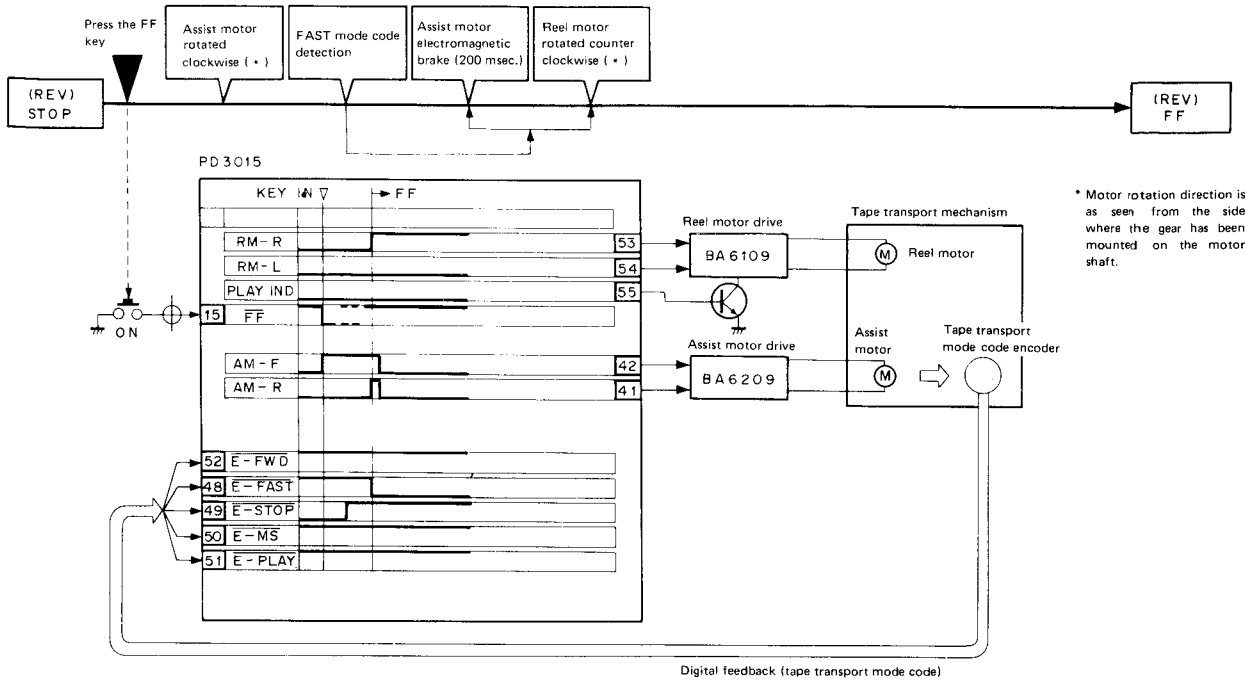 Press the FF
key
Assist motor
rotated
clockwise ( * )
FAST mode code
detection
Assist motor
electromagnetic
brake (200 msec.)
Reel motor
rotated counter
clockwise ( * )
(REV)
STOP
(REV)
FF
PD3015
KEY IN ▽
FF
RM-R
53
RM-L
54
PLAY IND
55
15
FF
ON
AM-F
42
AM-R
41
52
E-FWD
48
E-FAST
49
E-STOP
50
E-MS
51
E-PLAY
Reel motor drive
BA6109
Assist motor drive
BA6209
Tape transport mechanism
M
Reel motor
Assist
motor
M
Tape transport
mode code encoder
* Motor rotation direction is
as seen from the side
where the gear has been
mounted on the motor
shaft.
Digital feedback (tape transport mode code)